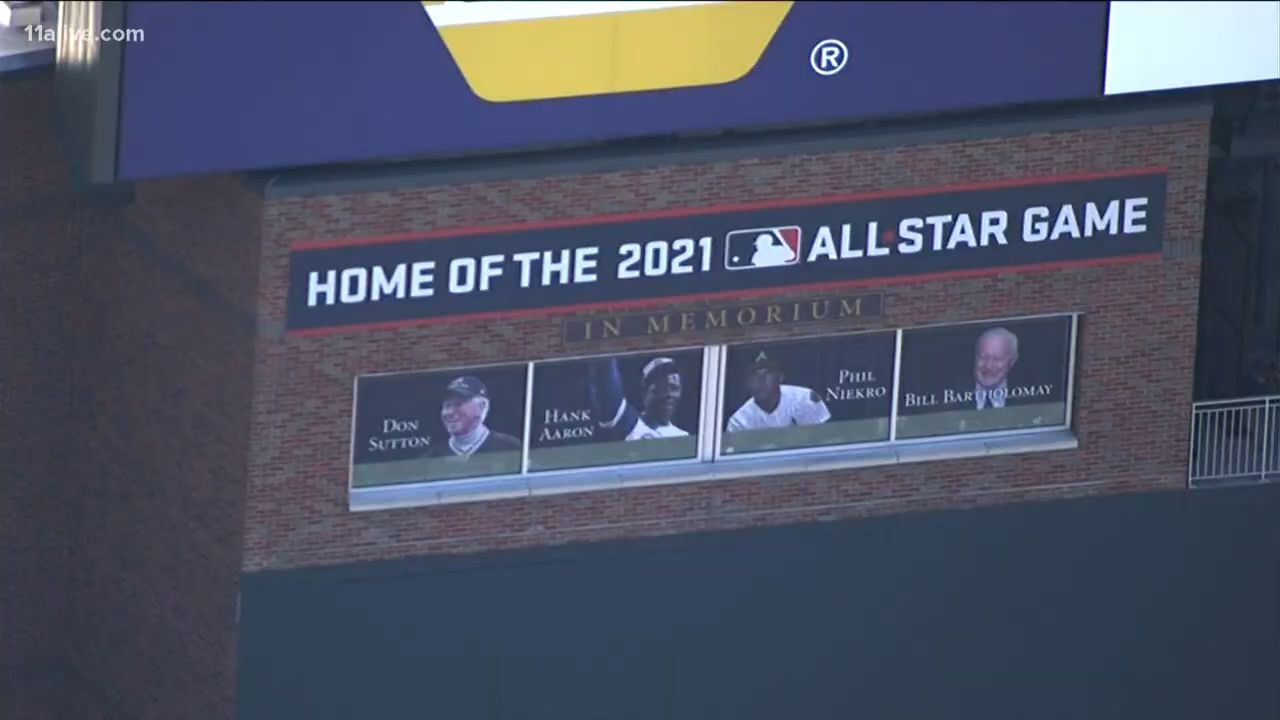 11alive.com
®
HOME OF THE 2021 ALL STAR GAME
IN MEMORIUM
DON
SUTTON
HANK
AARON
PHIL
NIEKRO
BILL BARTHOLOMAY